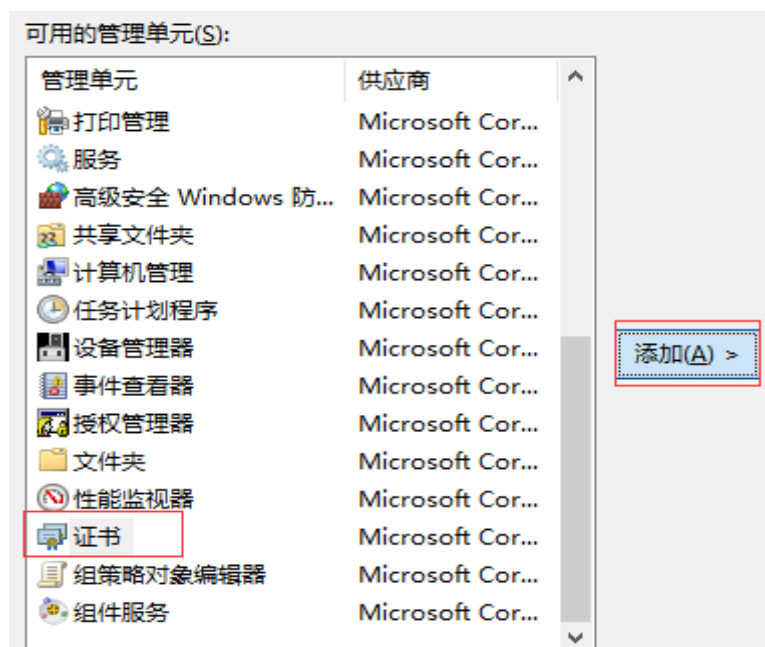 可用的管理单元(S):
管理单元 供应商
打印管理 Microsoft Cor...
服务 Microsoft Cor...
高级安全 Windows 防... Microsoft Cor...
共享文件夹 Microsoft Cor...
计算机管理 Microsoft Cor...
任务计划程序 Microsoft Cor...
设备管理器 Microsoft Cor...
添加(A) >
事件查看器 Microsoft Cor...
授权管理器 Microsoft Cor...
文件夹 Microsoft Cor...
性能监视器 Microsoft Cor...
证书 Microsoft Cor...
组策略对象编辑器 Microsoft Cor...
组件服务 Microsoft Cor...